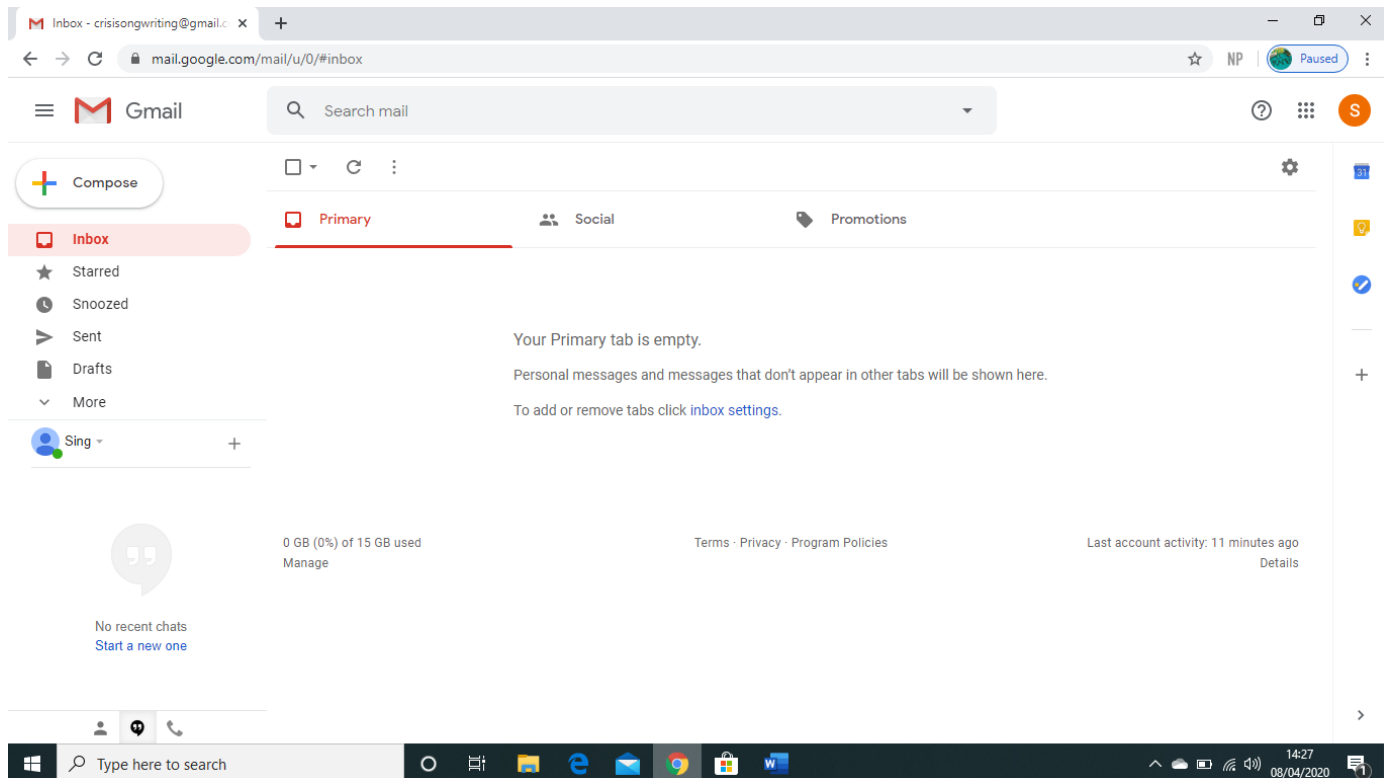 Inbox - crisisongwriting@gmail.c
mail.google.com/mail/u/0/#inbox
NP
Paused
Gmail
Search mail
S
Compose
31
Primary
Social
Promotions
Inbox
Starred
Snoozed
Sent
Drafts
More
Your Primary tab is empty.
Personal messages and messages that don't appear in other tabs will be shown here.
To add or remove tabs click inbox settings.
Sing
0 GB (0%) of 15 GB used
Manage
Terms · Privacy · Program Policies
Last account activity: 11 minutes ago
Details
No recent chats
Start a new one
Type here to search
W
14:27
08/04/2020
1